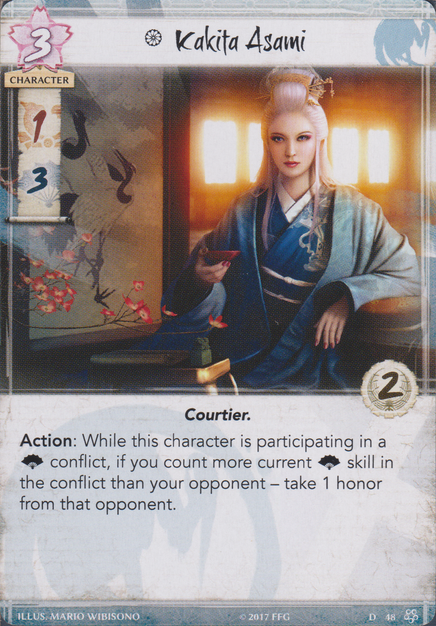 3
Kakita Asami
CHARACTER
1
3
2
Courtier.
Action: While this character is participating in a
conflict, if you count more current skill in
the conflict than your opponent – take 1 honor
from that opponent.
ILLUS. MARIO WIBISONO © 2017 FFG D 48